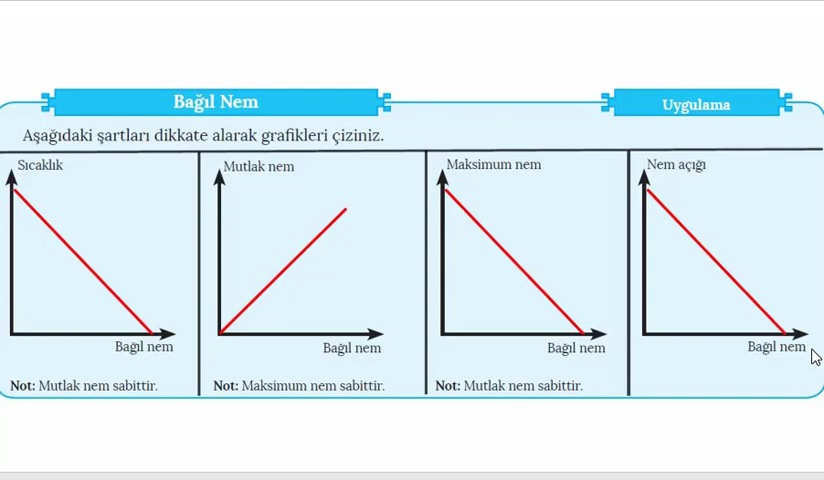 Bağıl Nem
Uygulama
Aşağıdaki şartları dikkate alarak grafikleri çiziniz.
Sıcaklık
Bağıl nem
Not: Mutlak nem sabittir.
Mutlak nem
Bağıl nem
Not: Maksimum nem sabittir.
Maksimum nem
Bağıl nem
Not: Mutlak nem sabittir.
Nem açığı
Bağıl nem